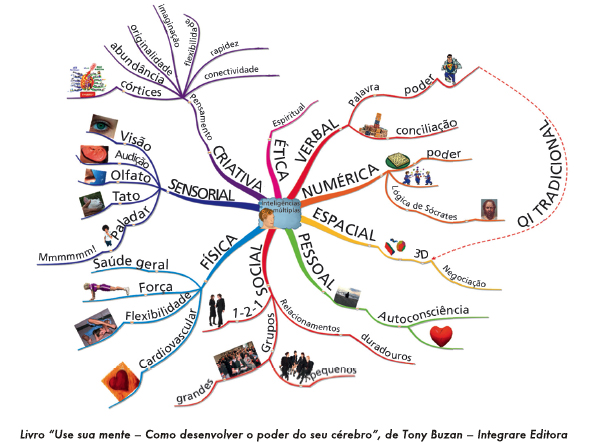 inteligências
múltiplas
VERBAL
Palavra
poder
conciliação
NUMÉRICA
poder
Lógica de Sócrates
ESPACIAL
3D
Negociação
QI TRADICIONAL
PESSOAL
Autoconsciência
SOCIAL
Relacionamentos
duradouros
Grupos
pequenos
grandes
1-2-1
FÍSICA
Saúde geral
Força
Flexibilidade
Cardiovascular
SENSORIAL
Visão
Audição
Olfato
Tato
Paladar
Mmmmmm!
CRIATIVA
Pensamento
córtices
abundância
originalidade
imaginação
rapidez
conectividade
ÉTICA
Espiritual
Livro “Use sua mente – Como desenvolver o poder do seu cérebro”, de Tony Buzan – Integrare Editora